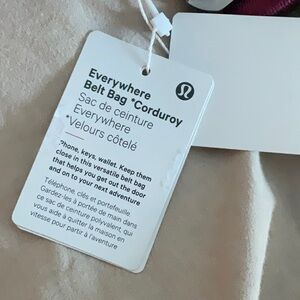 Everywhere
Belt Bag *Corduroy
Sac de ceinture
Everywhere
*Velours côtelé
Phone, keys, wallet. Keep them
close in this versatile belt bag
that helps you get out the door
and on to your next adventure
Téléphone, clés et portefeuille.
Gardez-les à portée de main dans
ce sac de ceinture polyvalent, qui
vous aide à quitter la maison en
vitesse pour partir à l'aventure